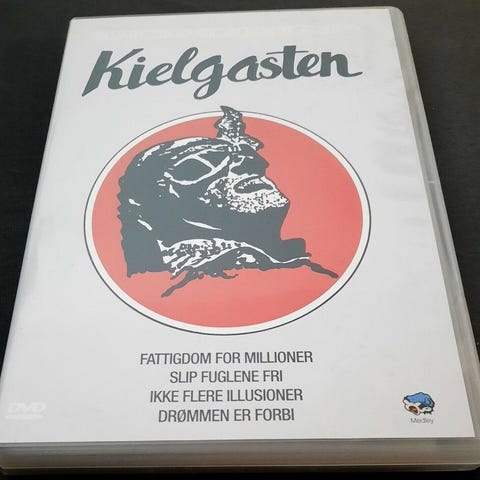 Kielgasten
FATTIGDOM FOR MILLIONER
SLIP FUGLENE FRI
IKKE FLERE ILLUSIONER
DRØMMEN ER FORBI
DVD
Medley